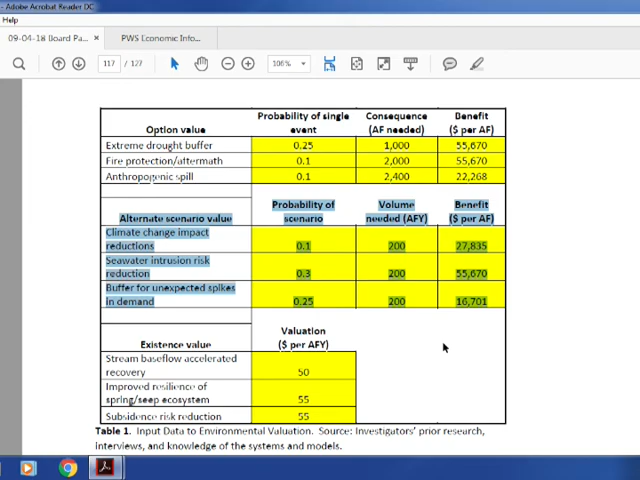 - Adobe Acrobat Reader DC
Help
09-04-18 Board Pa... × PWS Economic Info...
117 / 127 106%
Option value Probability of single event Consequence (AF needed) Benefit ($ per AF)
Extreme drought buffer 0.25 1,000 55,670
Fire protection/aftermath 0.1 2,000 55,670
Anthropogenic spill 0.1 2,400 22,268
Alternate scenario value Probability of scenario Volume needed (AFY) Benefit ($ per AF)
Climate change impact reductions 0.1 200 27,835
Seawater intrusion risk reduction 0.3 200 55,670
Buffer for unexpected spikes in demand 0.25 200 16,701
Existence value Valuation ($ per AFY)
Stream baseflow accelerated recovery 50
Improved resilience of spring/seep ecosystem 55
Subsidence risk reduction 55
Table 1. Input Data to Environmental Valuation. Source: Investigators' prior research,
interviews, and knowledge of the systems and models.